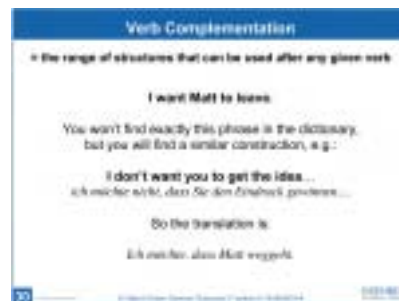 Verb Complementation
= the range of structures that can be used after any given verb
I want Matt to leave
You won't find exactly this phrase in the dictionary,
but you will find a similar construction, e.g.:
I don't want you to get the idea...
ich möchte nicht, dass Sie den Eindruck gewinnen...
So the translation is:
Ich möchte, dass Matt weggeht.
30